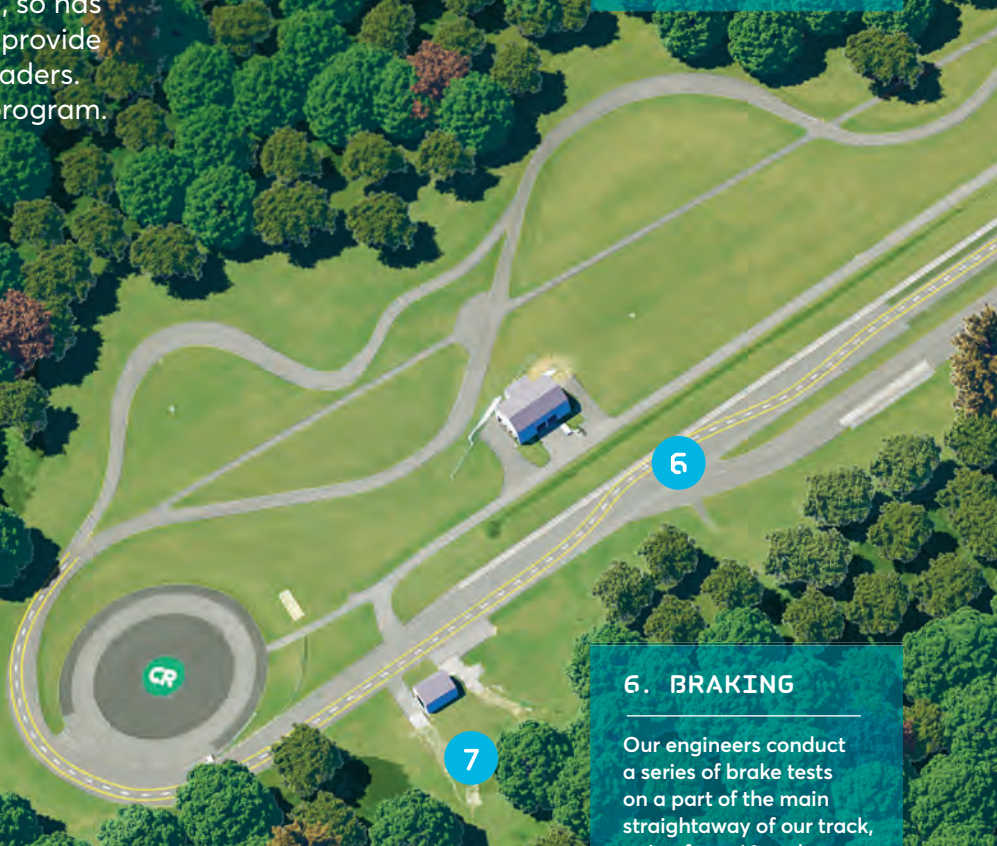 , so has
provide
aders.
program.
6
CR
7
6. BRAKING
Our engineers conduct
a series of brake tests
on a part of the main
straightaway of our track,